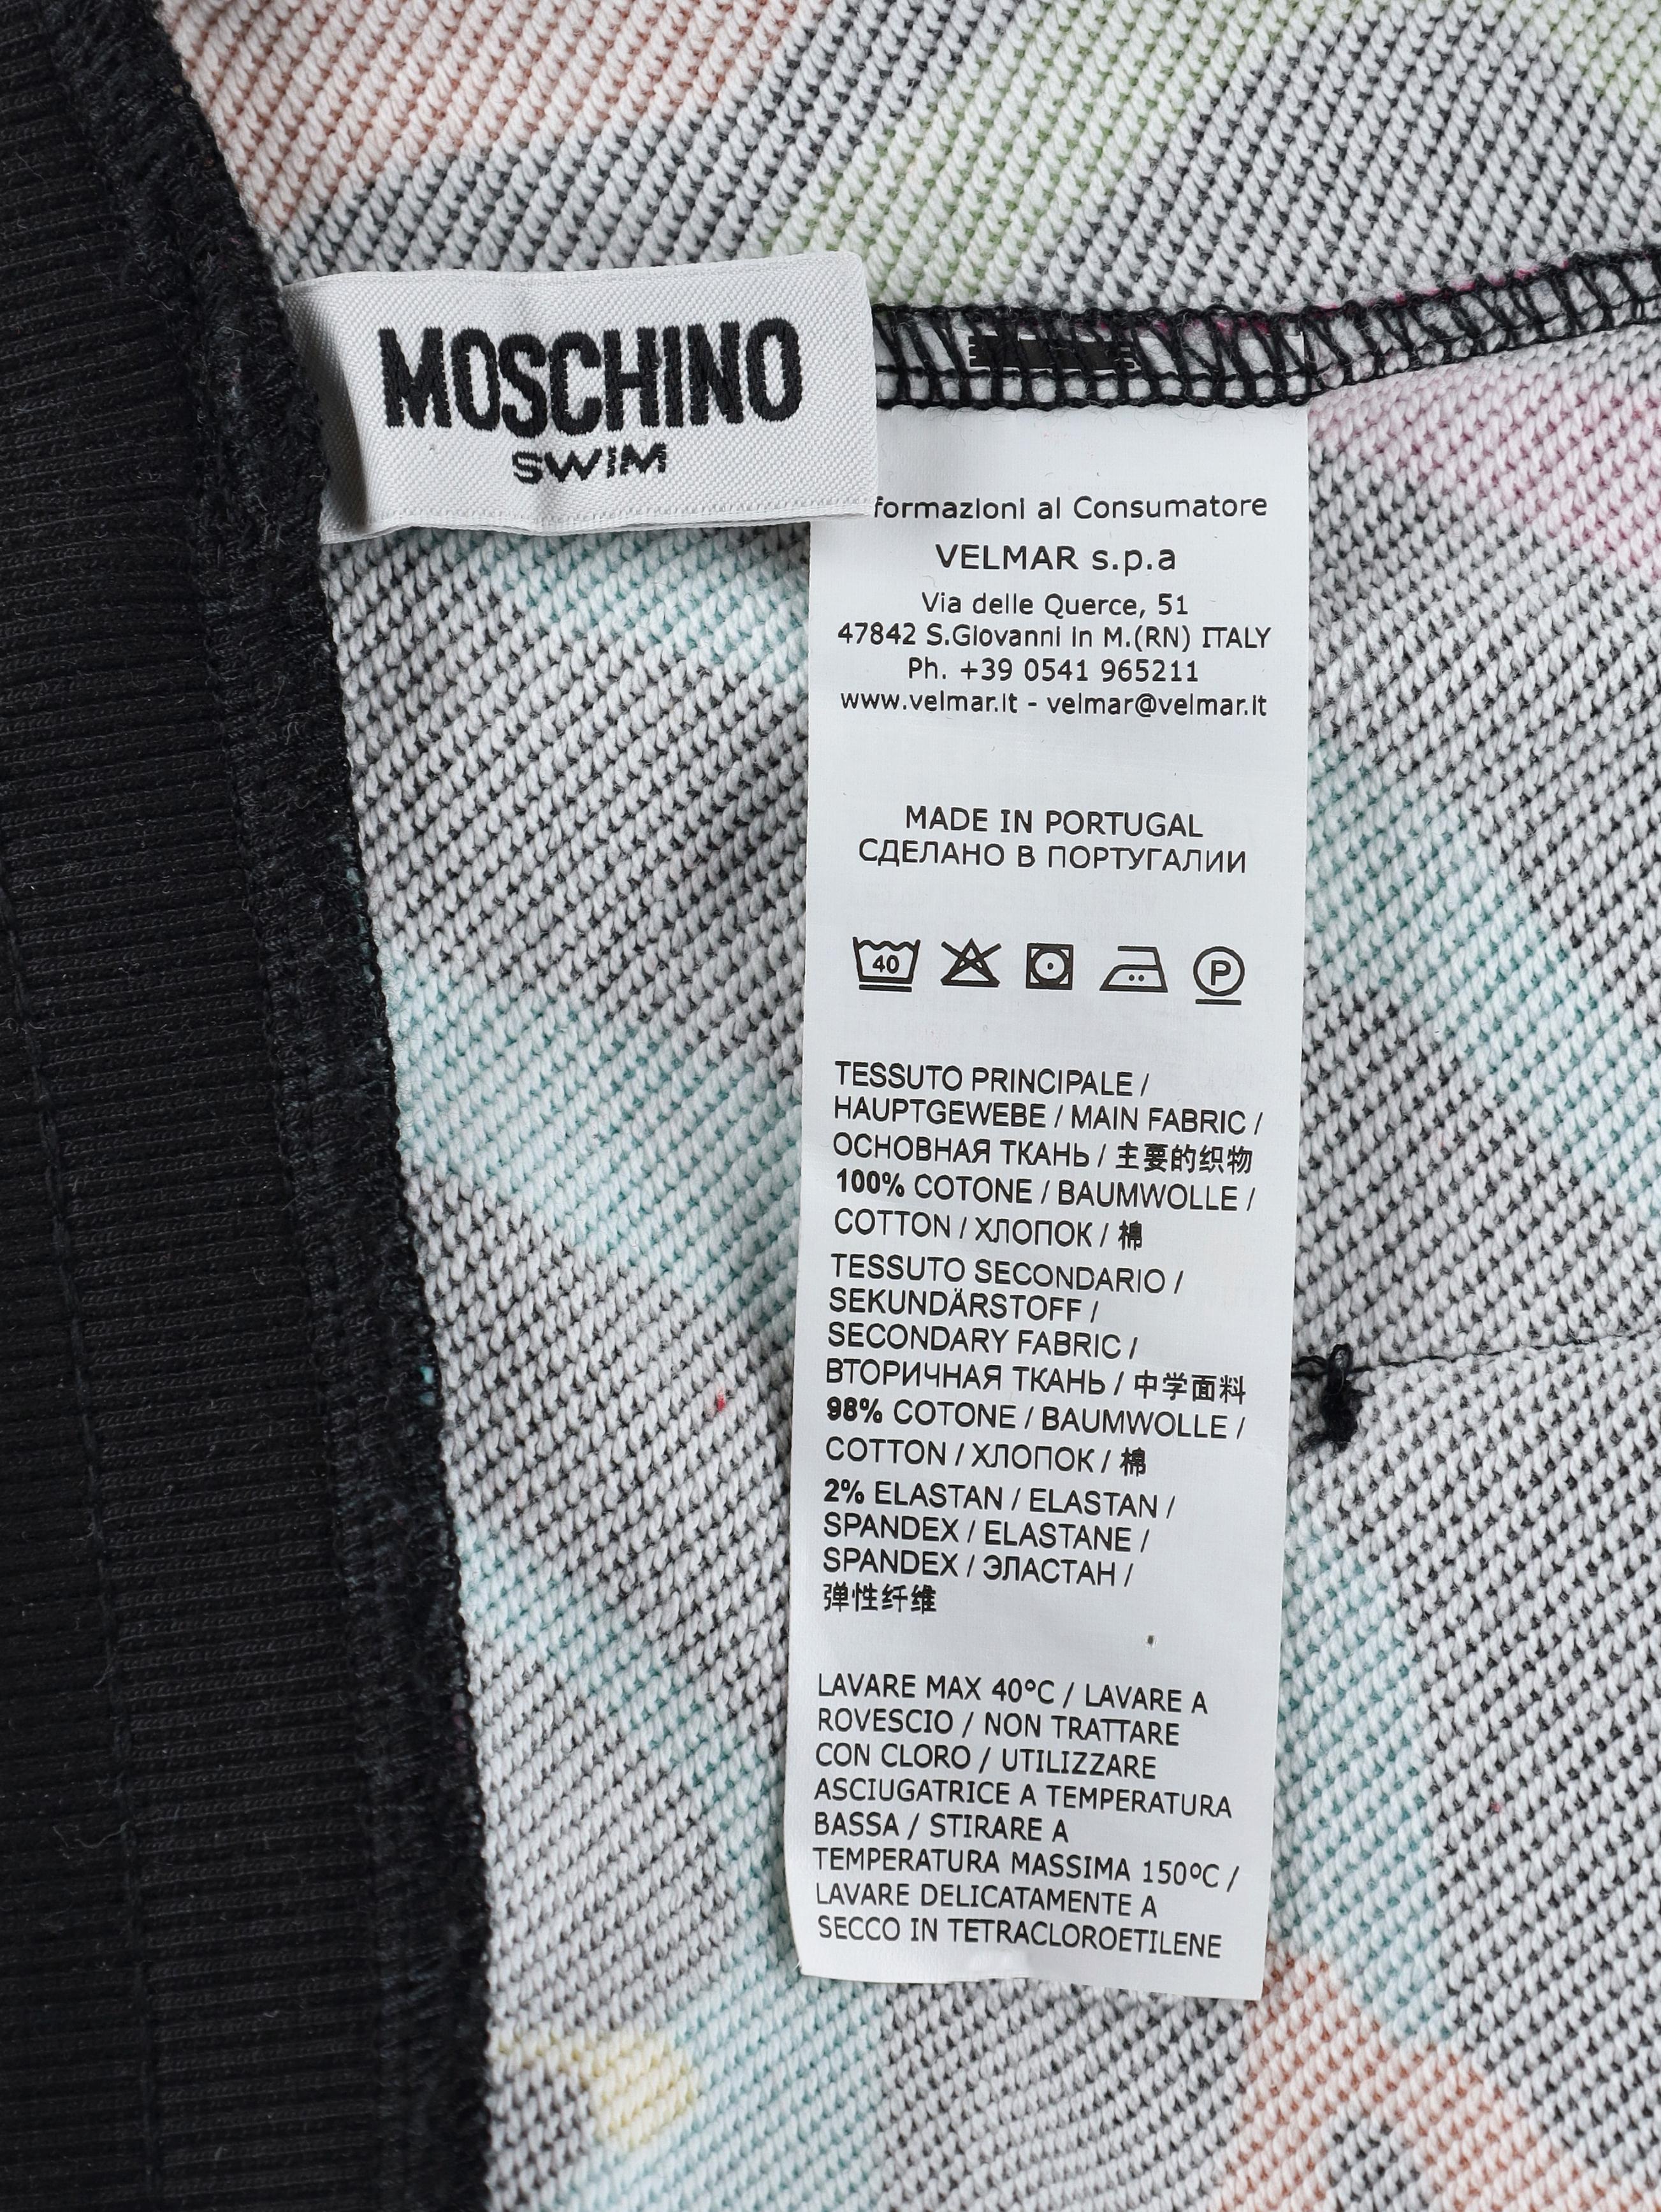 MOSCHINO
SWIM
formazioni al Consumatore
VELMAR s.p.a
Via delle Querce, 51
47842 S.Giovanni in M.(RN) ITALY
Ph. +39 0541 965211
www.velmar.it - velmar@velmar.it
MADE IN PORTUGAL
СДЕЛАНО В ПОРТУГАЛИИ
40 P
TESSUTO PRINCIPALE /
HAUPTGEWEBE / MAIN FABRIC /
ОСНОВНАЯ ТКАНЬ / 主要的织物
100% COTONE / BAUMWOLLE /
COTTON / ХЛОПОК / 棉
TESSUTO SECONDARIO /
SEKUNDÄRSTOFF /
SECONDARY FABRIC /
ВТОРИЧНАЯ ТКАНЬ / 中学面料
98% COTONE / BAUMWOLLE /
COTTON / ХЛОПОК / 棉
2% ELASTAN / ELASTAN /
SPANDEX / ELASTANE /
SPANDEX / ЭЛАСТАН /
弹性纤维
LAVARE MAX 40°C / LAVARE A
ROVESCIO / NON TRATTARE
CON CLORO / UTILIZZARE
ASCIUGATRICE A TEMPERATURA
BASSA / STIRARE A
TEMPERATURA MASSIMA 150ºC /
LAVARE DELICATAMENTE A
SECCO IN TETRACLOROETILENE